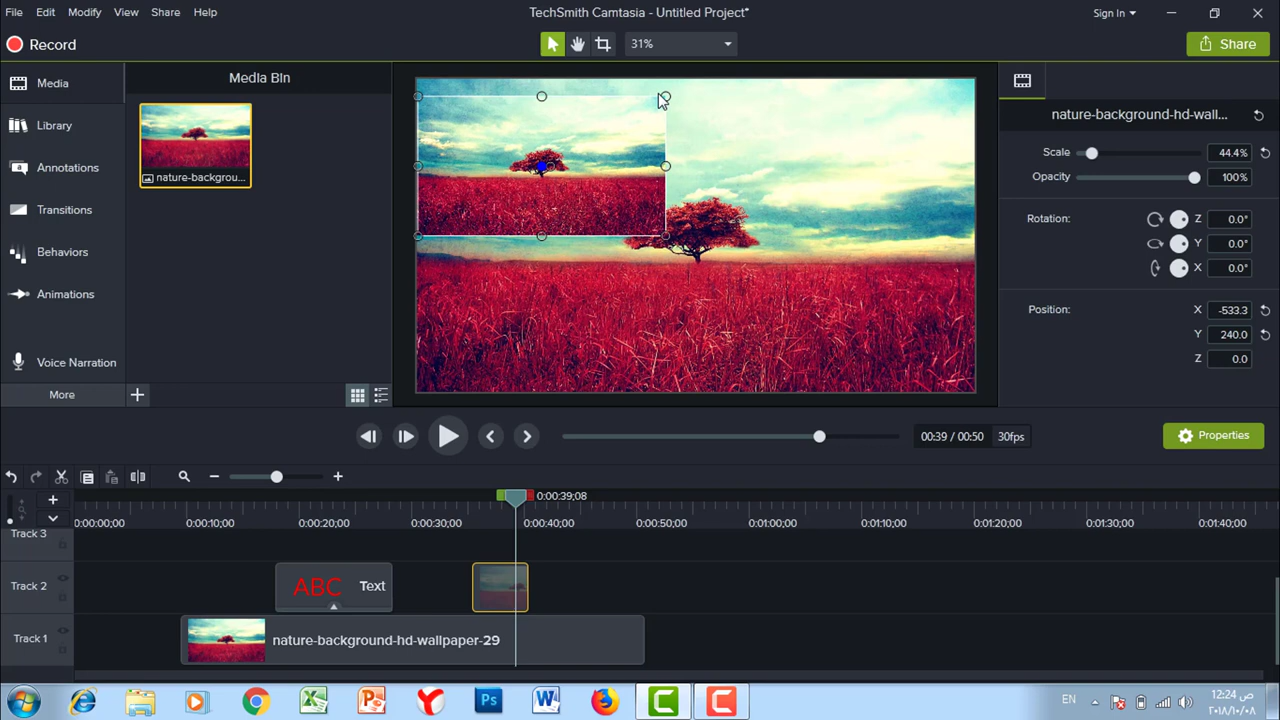 File Edit Modify View Share Help
TechSmith Camtasia - Untitled Project*
Sign In
Record
31%
Share
Media
Library
Annotations
Transitions
Behaviors
Animations
Voice Narration
More
Media Bin
nature-backgrou...
nature-background-hd-wall...
Scale 44.4%
Opacity 100%
Rotation: Z 0.0°
Y 0.0°
X 0.0°
Position: X -533.3
Y 240.0
Z 0.0
00:39 / 00:50 30fps
Properties
0:00:39;08
0:00:00;00 0:00:10;00 0:00:20;00 0:00:30;00 0:00:40;00 0:00:50;00 0:01:00;00 0:01:10;00 0:01:20;00 0:01:30;00 0:01:40;00
Track 3
Track 2
ABC Text
Track 1
nature-background-hd-wallpaper-29
X Ps W
EN
12:24 ص
٢٠١٨/١٠/٠٨